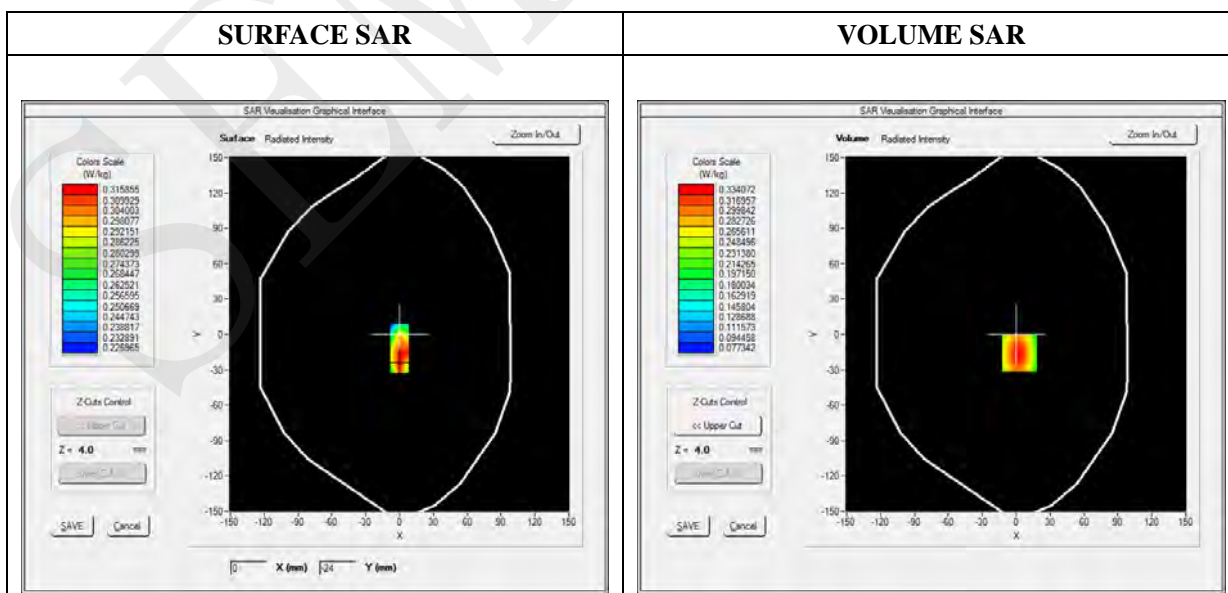 SURFACE SAR
VOLUME SAR
SAR Visualisation Graphical Interface
Surface Radiated Intensity
Zoom In/Out
Colors Scale
(W/kg)
0.315855
0.309929
0.304003
0.298077
0.292151
0.286225
0.280299
0.274373
0.268447
0.262521
0.256595
0.250669
0.244743
0.238817
0.232891
0.226965
150
120
90
60
30
0
-30
-60
-90
-120
-150
Y
-150 -120 -90 -60 -30 0 30 60 90 120 150
X
Z-Cuts Control
<< Upper Cut
Z = 4.0 mm
SAVE Cancel
0 X (mm) -24 Y (mm)
SAR Visualisation Graphical Interface
Volume Radiated Intensity
Zoom In/Out
Colors Scale
(W/kg)
0.334072
0.316957
0.299842
0.282726
0.265611
0.248496
0.231380
0.214265
0.197150
0.180034
0.162919
0.145804
0.128688
0.111573
0.094458
0.077342
150
120
90
60
30
0
-30
-60
-90
-120
-150
Y
-150 -120 -90 -60 -30 0 30 60 90 120 150
X
Z-Cuts Control
<< Upper Cut
Z = 4.0 mm
SAVE Cancel